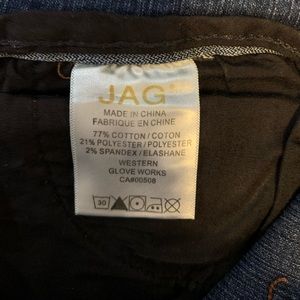 JAG
MADE IN CHINA
FABRIQUE EN CHINE
77% COTTON / COTON
21% POLYESTER / POLYESTER
2% SPANDEX / ELASHANE
WESTERN
GLOVE WORKS
CA#00508
30